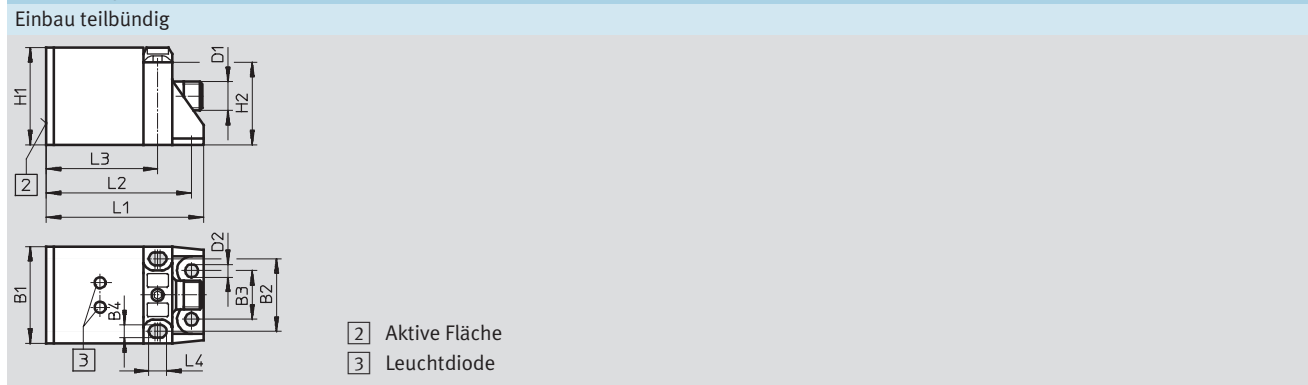 Einbau teilbündig
H1
D1
H2
L3
2
L2
L1
D2
B1
B4
B3
B2
3
L4
2 Aktive Fläche
3 Leuchtdiode